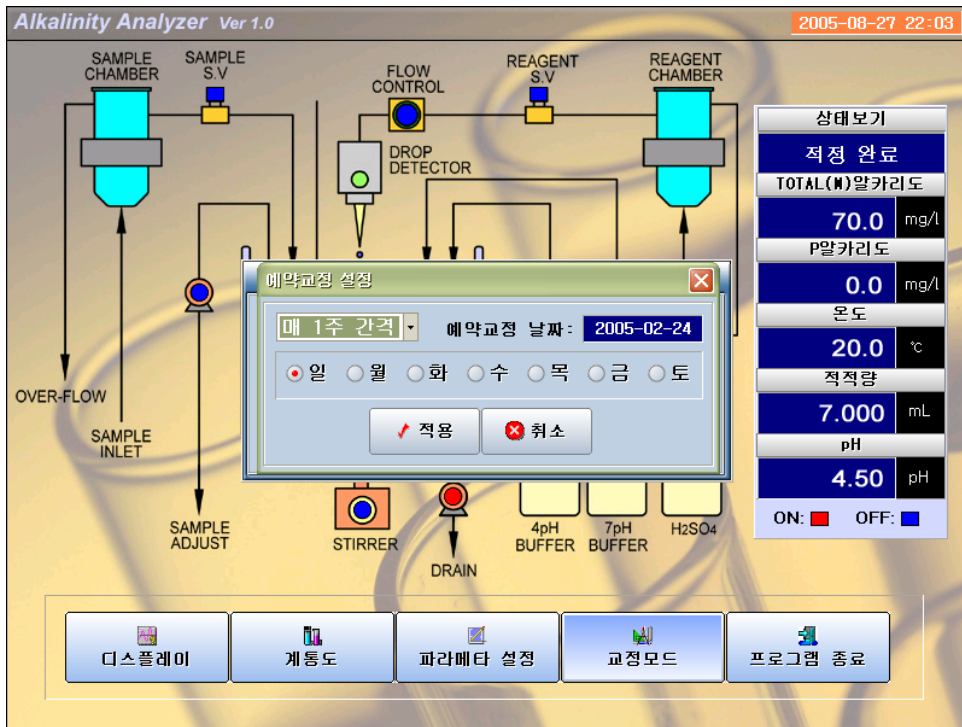 Alkalinity Analyzer Ver 1.0
2005-08-27 22:03
SAMPLE
CHAMBER
SAMPLE
S.V
FLOW
CONTROL
REAGENT
S.V
REAGENT
CHAMBER
DROP
DETECTOR
상태보기
적정 완료
TOTAL(M)알카리도
70.0 mg/l
P알카리도
0.0 mg/l
온도
20.0 ℃
적적량
7.000 mL
pH
4.50 pH
ON: OFF:
예약교정 설정
매 1주 간격 예약교정 날짜: 2005-02-24
일 월 화 수 목 금 토
적용 취소
OVER-FLOW
SAMPLE
INLET
SAMPLE
ADJUST
STIRRER
DRAIN
4pH
BUFFER
7pH
BUFFER
H2SO4
디스플레이 계통도 파라메타 설정 교정모드 프로그램 종료